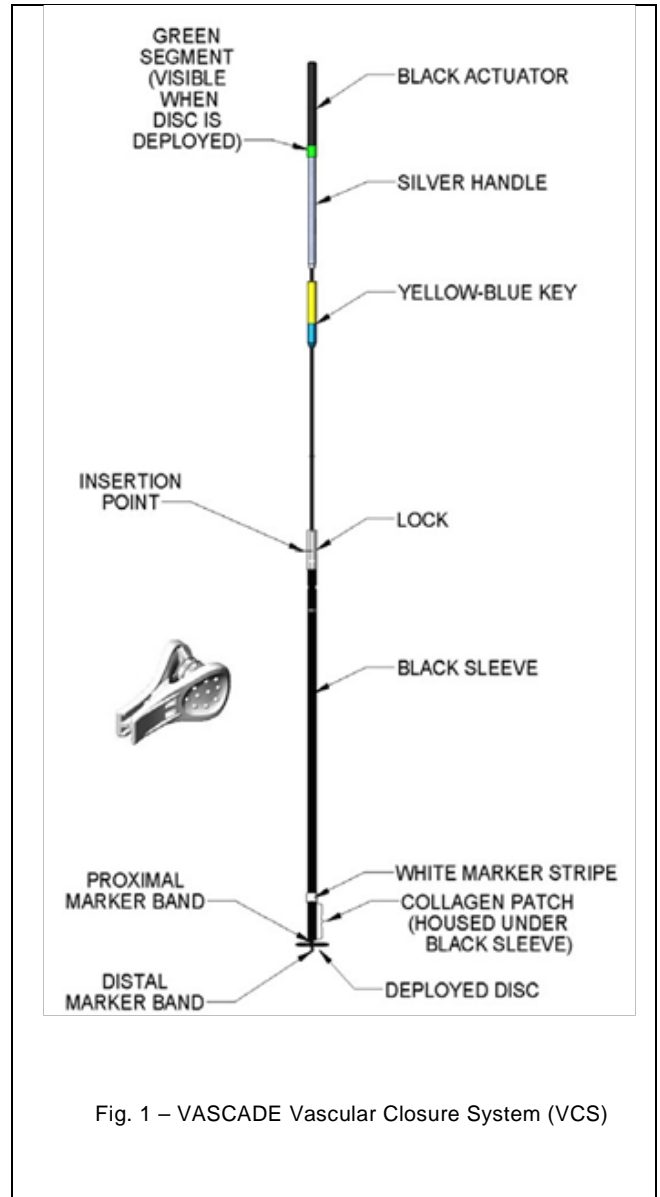 GREEN
SEGMENT
(VISIBLE
WHEN
DISC IS
DEPLOYED)
BLACK ACTUATOR
SILVER HANDLE
YELLOW-BLUE KEY
INSERTION
POINT
LOCK
BLACK SLEEVE
WHITE MARKER STRIPE
PROXIMAL
MARKER BAND
COLLAGEN PATCH
(HOUSED UNDER
BLACK SLEEVE)
DISTAL
MARKER BAND
DEPLOYED DISC
Fig. 1 – VASCADE Vascular Closure System (VCS)